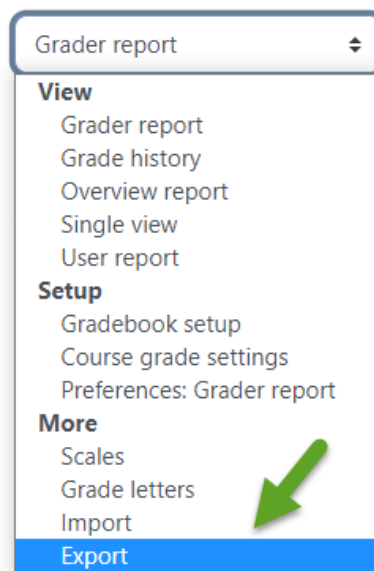 Grader report
View
Grader report
Grade history
Overview report
Single view
User report
Setup
Gradebook setup
Course grade settings
Preferences: Grader report
More
Scales
Grade letters
Import
Export